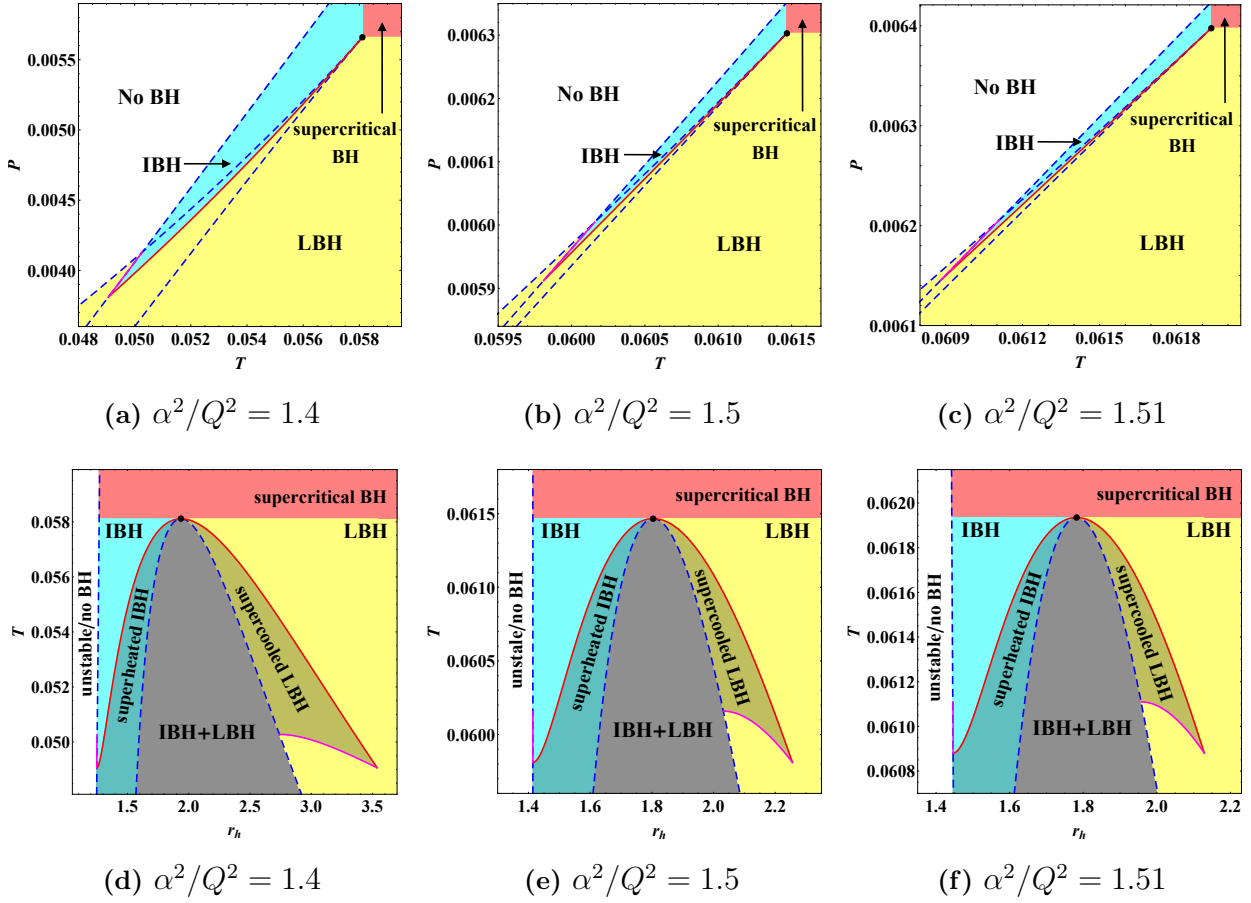 0.0055
0.0050
0.0045
0.0040
P
No BH
IBH
supercritical
BH
LBH
0.048 0.050 0.052 0.054 0.056 0.058
T
(a) α²/Q² = 1.4
0.0063
0.0062
0.0061
0.0060
0.0059
P
No BH
IBH
supercritical
BH
LBH
0.0595 0.0600 0.0605 0.0610 0.0615
T
(b) α²/Q² = 1.5
0.0064
0.0063
0.0062
0.0061
P
No BH
IBH
supercritical
BH
LBH
0.0609 0.0612 0.0615 0.0618
T
(c) α²/Q² = 1.51
0.058
0.056
0.054
0.052
0.050
T
supercritical BH
IBH
LBH
unstable/no BH
superheated IBH
supercooled LBH
IBH+LBH
1.5 2.0 2.5 3.0 3.5
r_h
(d) α²/Q² = 1.4
0.0615
0.0610
0.0605
0.0600
T
supercritical BH
IBH
LBH
unstale/no BH
superheated IBH
supercooled LBH
IBH+LBH
1.4 1.6 1.8 2.0 2.2
r_h
(e) α²/Q² = 1.5
0.0620
0.0618
0.0616
0.0614
0.0612
0.0610
0.0608
T
supercritical BH
IBH
LBH
unstable/no BH
superheated IBH
supercooled LBH
IBH+LBH
1.4 1.6 1.8 2.0 2.2
r_h
(f) α²/Q² = 1.51